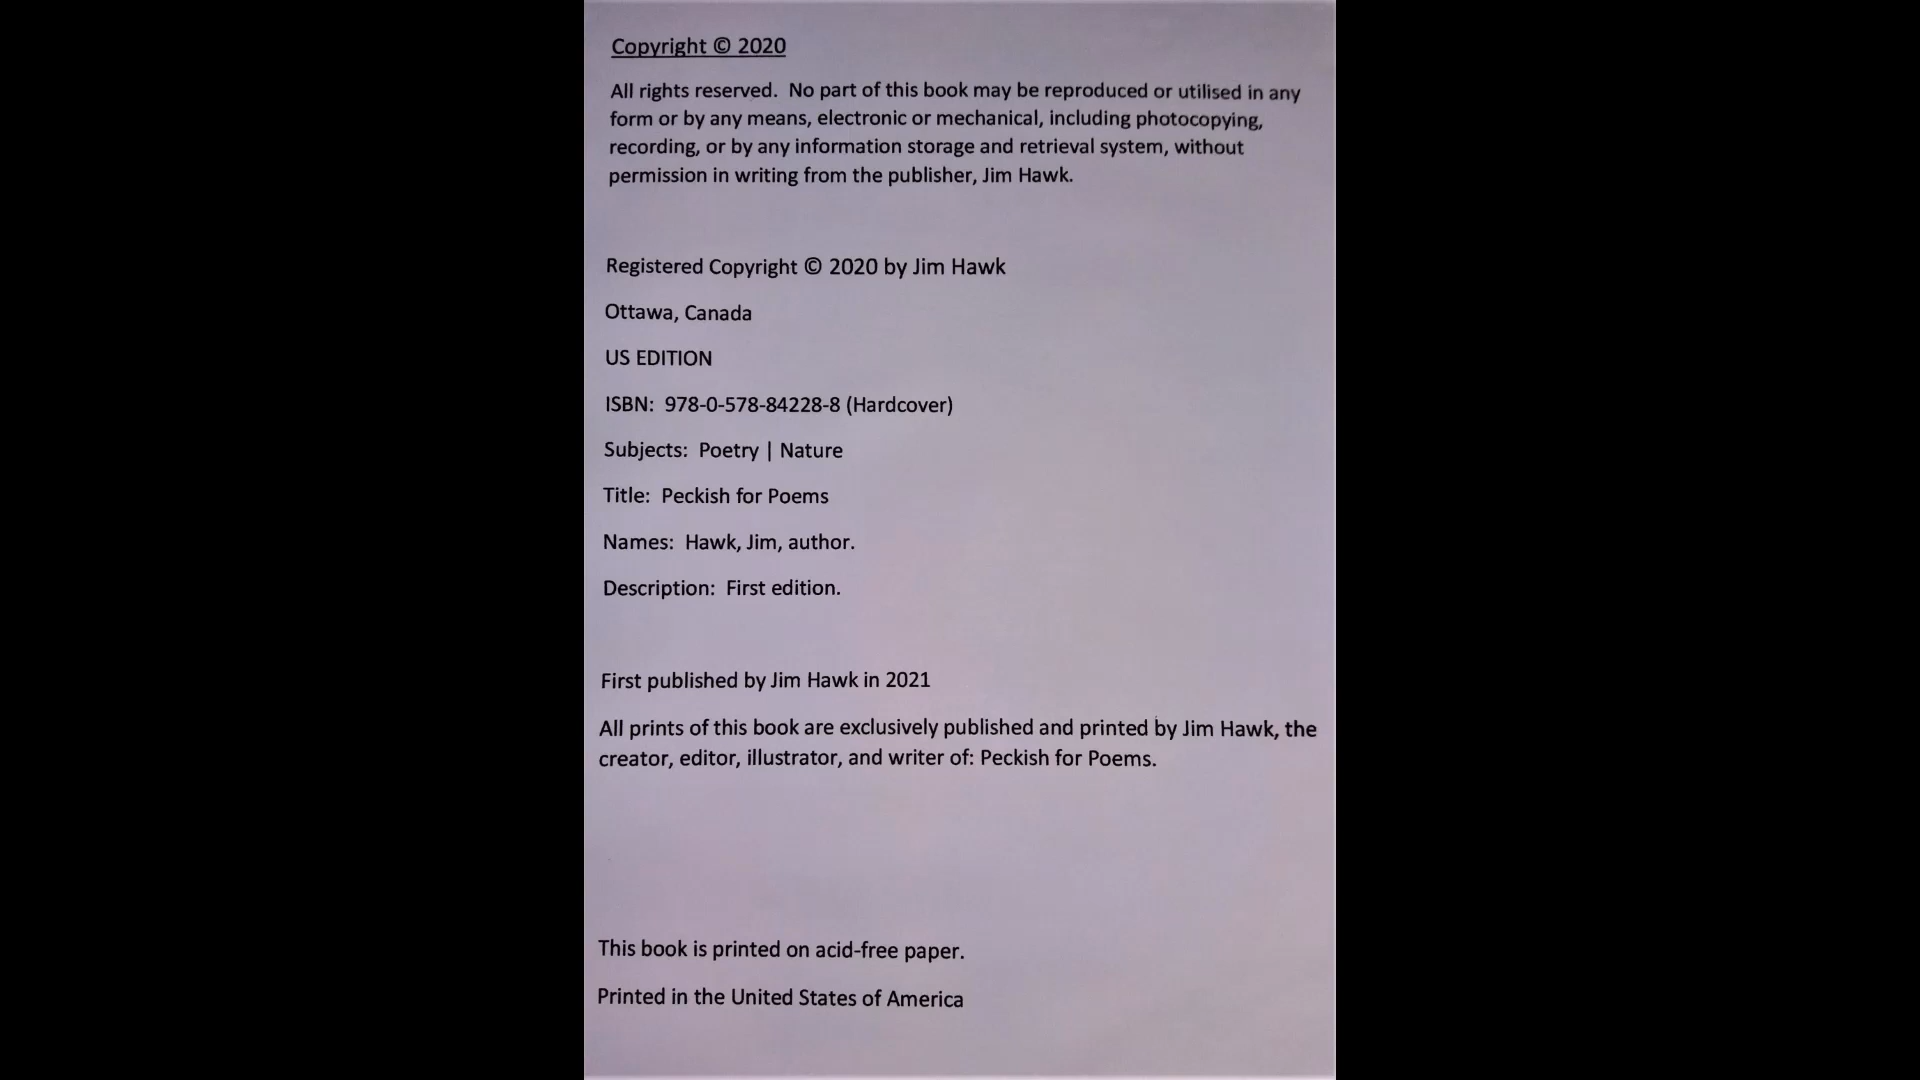 Copyright © 2020
All rights reserved.  No part of this book may be reproduced or utilised in any
form or by any means, electronic or mechanical, including photocopying,
recording, or by any information storage and retrieval system, without
permission in writing from the publisher, Jim Hawk.
Registered Copyright © 2020 by Jim Hawk
Ottawa, Canada
US EDITION
ISBN:  978-0-578-84228-8 (Hardcover)
Subjects:  Poetry | Nature
Title:  Peckish for Poems
Names:  Hawk, Jim, author.
Description:  First edition.
First published by Jim Hawk in 2021
All prints of this book are exclusively published and printed by Jim Hawk, the
creator, editor, illustrator, and writer of: Peckish for Poems.
This book is printed on acid-free paper.
Printed in the United States of America